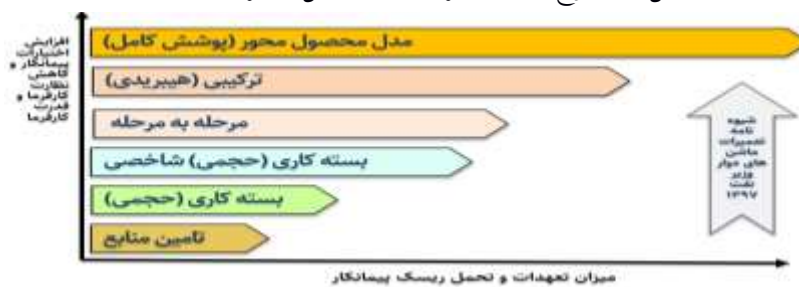 افزایش
اختیارات
پیمانکار و
کاهش
نظارت
کارفرما و
قدرت
کارفرما
مدل محصول محور (پوشش کامل)
ترکیبی (هیبریدی)
مرحله به مرحله
بسته کاری (حجمی) شاخصی
بسته کاری (حجمی)
تامین منابع
شیوه
نامه
تعمیرات
ماشین
های دوار
وزیر
نفت
۱۳۹۷
میزان تعهدات و تحمل ریسک پیمانکار